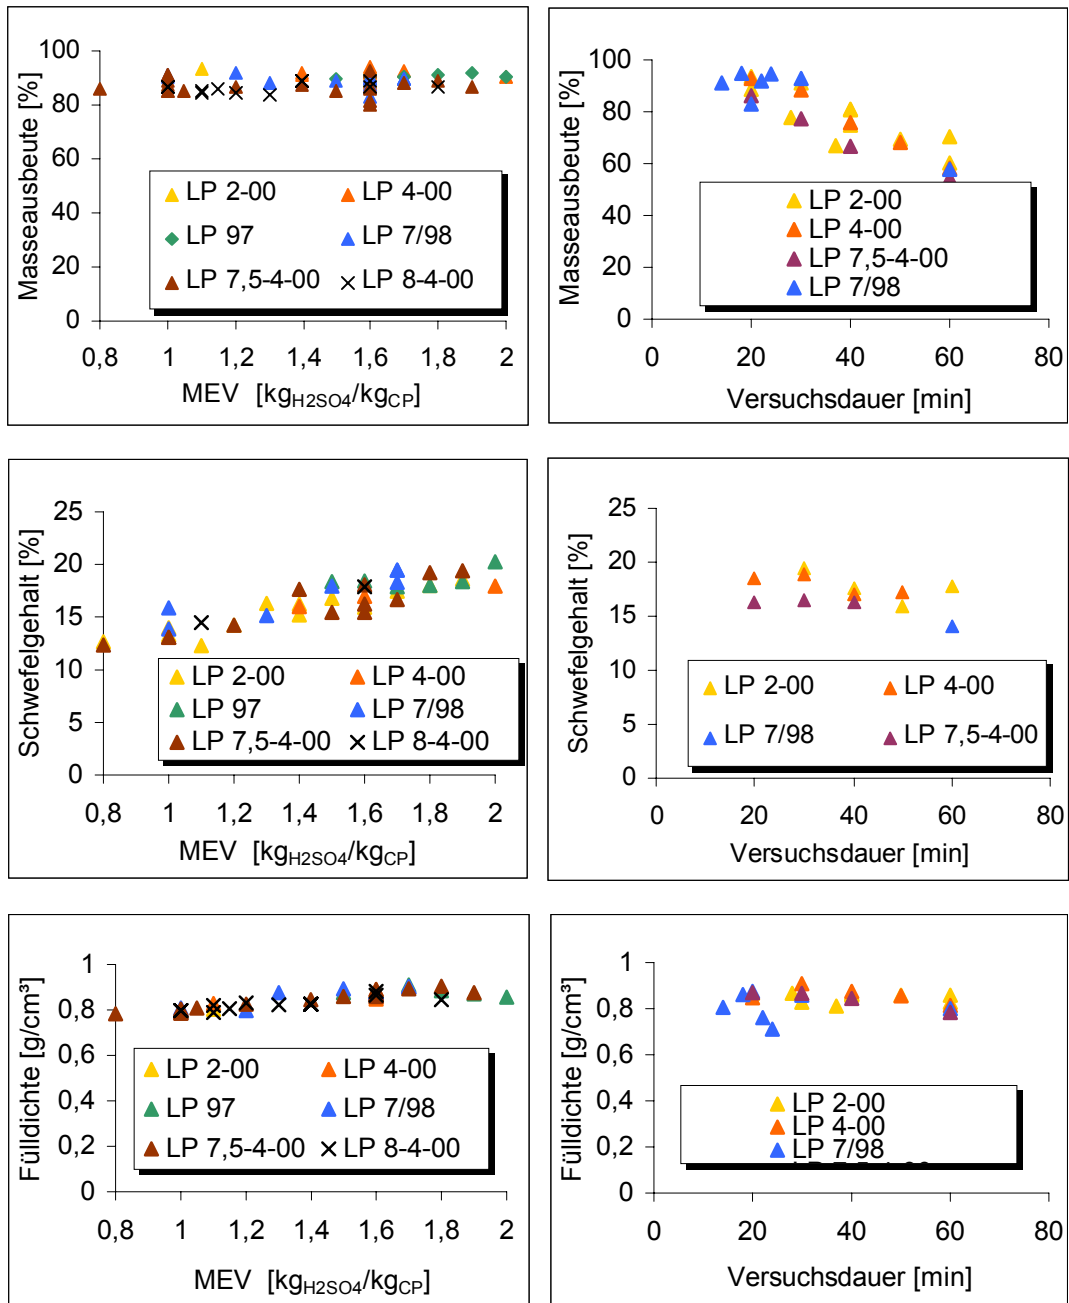 Masseausbeute [%]
100
80
60
40
20
0
LP 2-00 LP 4-00
LP 97 LP 7/98
LP 7,5-4-00 LP 8-4-00
0,8 1 1,2 1,4 1,6 1,8 2
MEV [kgH2SO4/kgCP]
Masseausbeute [%]
100
80
60
40
20
0
LP 2-00
LP 4-00
LP 7,5-4-00
LP 7/98
0 20 40 60 80
Versuchsdauer [min]
Schwefelgehalt [%]
25
20
15
10
5
0
LP 2-00 LP 4-00
LP 97 LP 7/98
LP 7,5-4-00 LP 8-4-00
0,8 1 1,2 1,4 1,6 1,8 2
MEV [kgH2SO4/kgCP]
Schwefelgehalt [%]
25
20
15
10
5
0
LP 2-00 LP 4-00
LP 7/98 LP 7,5-4-00
0 20 40 60 80
Versuchsdauer [min]
Fülldichte [g/cm³]
1
0,8
0,6
0,4
0,2
0
LP 2-00 LP 4-00
LP 97 LP 7/98
LP 7,5-4-00 LP 8-4-00
0,8 1 1,2 1,4 1,6 1,8 2
MEV [kgH2SO4/kgCP]
Fülldichte [g/cm³]
1
0,8
0,6
0,4
0,2
0
LP 2-00
LP 4-00
LP 7/98
0 20 40 60 80
Versuchsdauer [min]